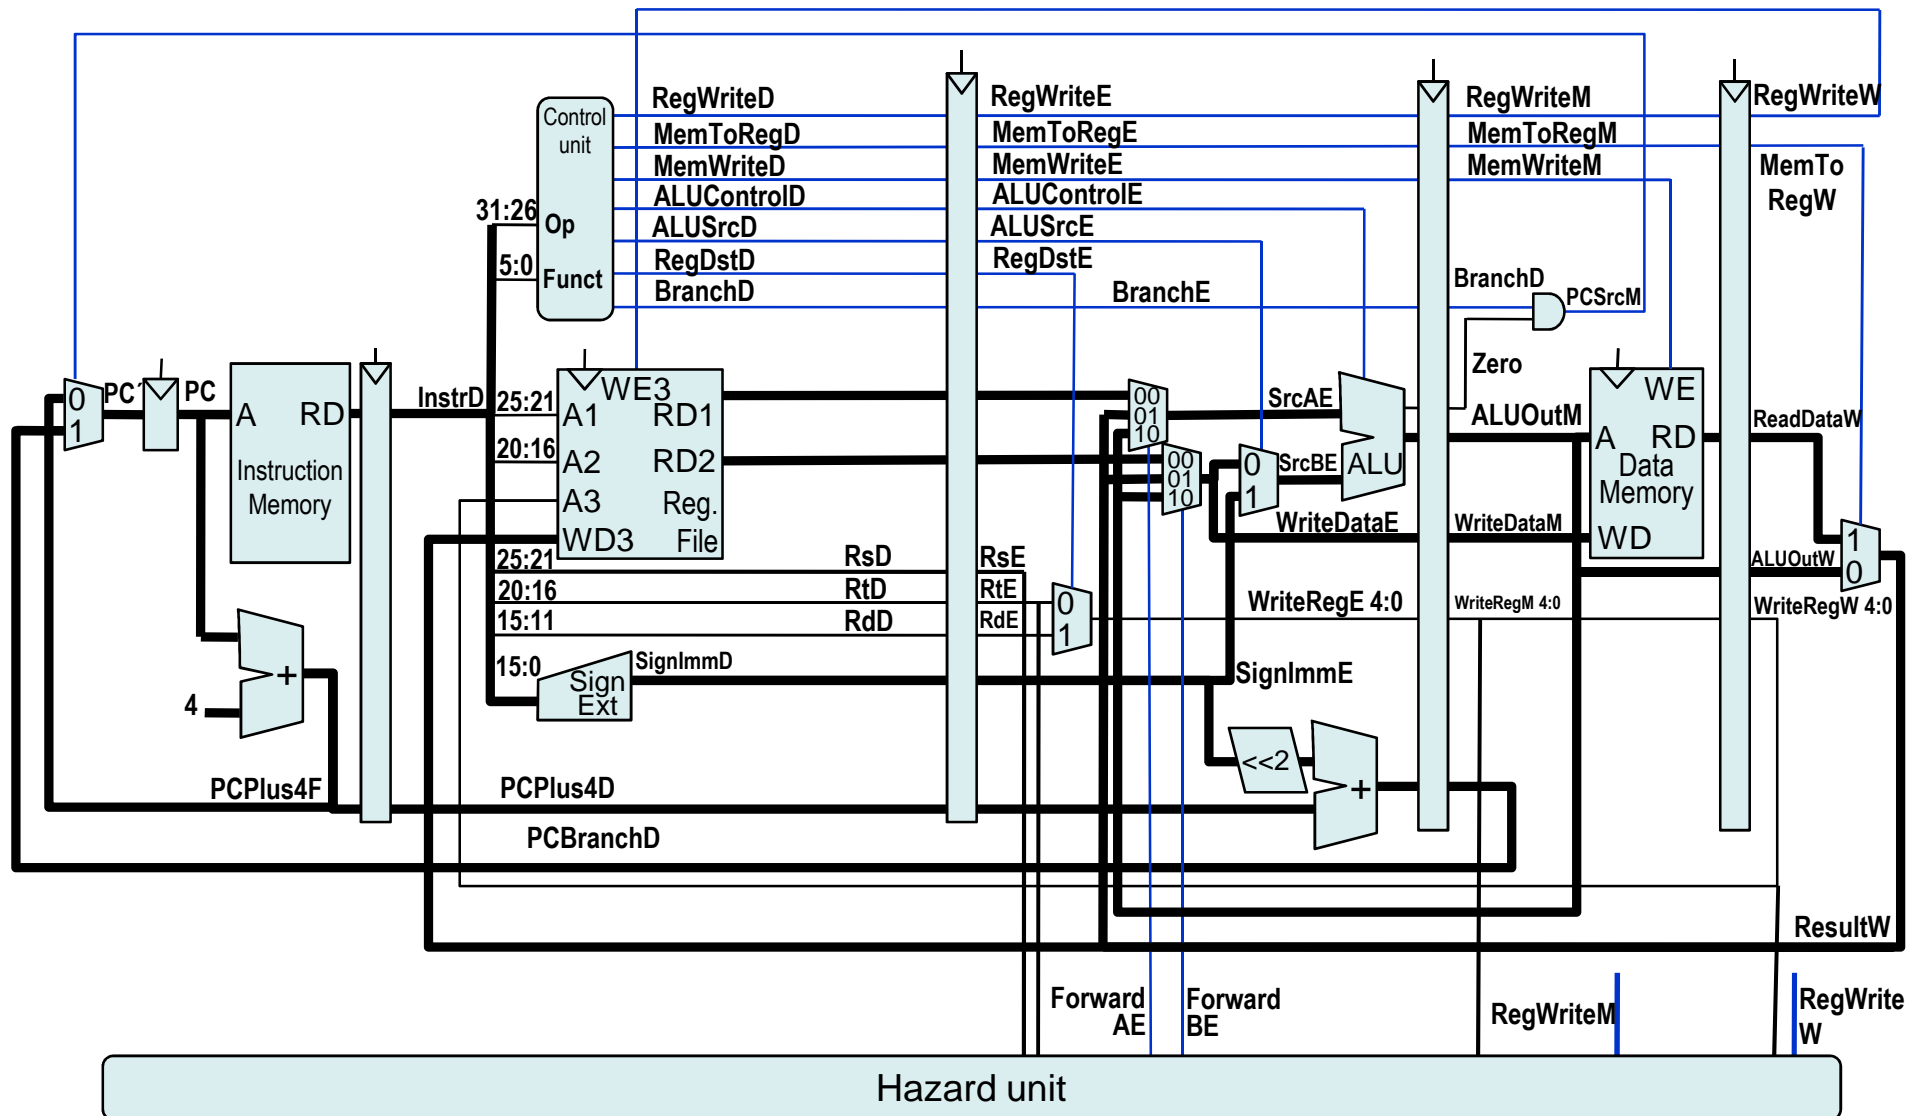 RegWriteD
RegWriteE
RegWriteM
RegWriteW
Control
unit
MemToRegD
MemToRegE
MemToRegM
MemWriteD
MemWriteE
MemWriteM
MemTo
RegW
ALUControlD
ALUControlE
31:26
Op
ALUSrcD
ALUSrcE
5:0
Funct
RegDstD
RegDstE
BranchD
BranchE
BranchD
PCSrcM
0
1
PC´
PC
A
RD
Instruction
Memory
InstrD
25:21
20:16
WE3
A1
RD1
A2
RD2
A3
Reg.
WD3
File
00
01
10
00
01
10
SrcAE
0
1
SrcBE
ALU
Zero
ALUOutM
WE
A
RD
Data
Memory
WD
ReadDataW
WriteDataE
WriteDataM
1
0
ALUOutW
25:21
RsD
RsE
20:16
RtD
RtE
15:11
RdD
RdE
0
1
WriteRegE 4:0
WriteRegM 4:0
WriteRegW 4:0
15:0
Sign
Ext
SignImmD
SignImmE
+
4
<<2
+
PCPlus4F
PCPlus4D
PCBranchD
ResultW
Forward
AE
Forward
BE
RegWriteM
RegWrite
W
Hazard unit